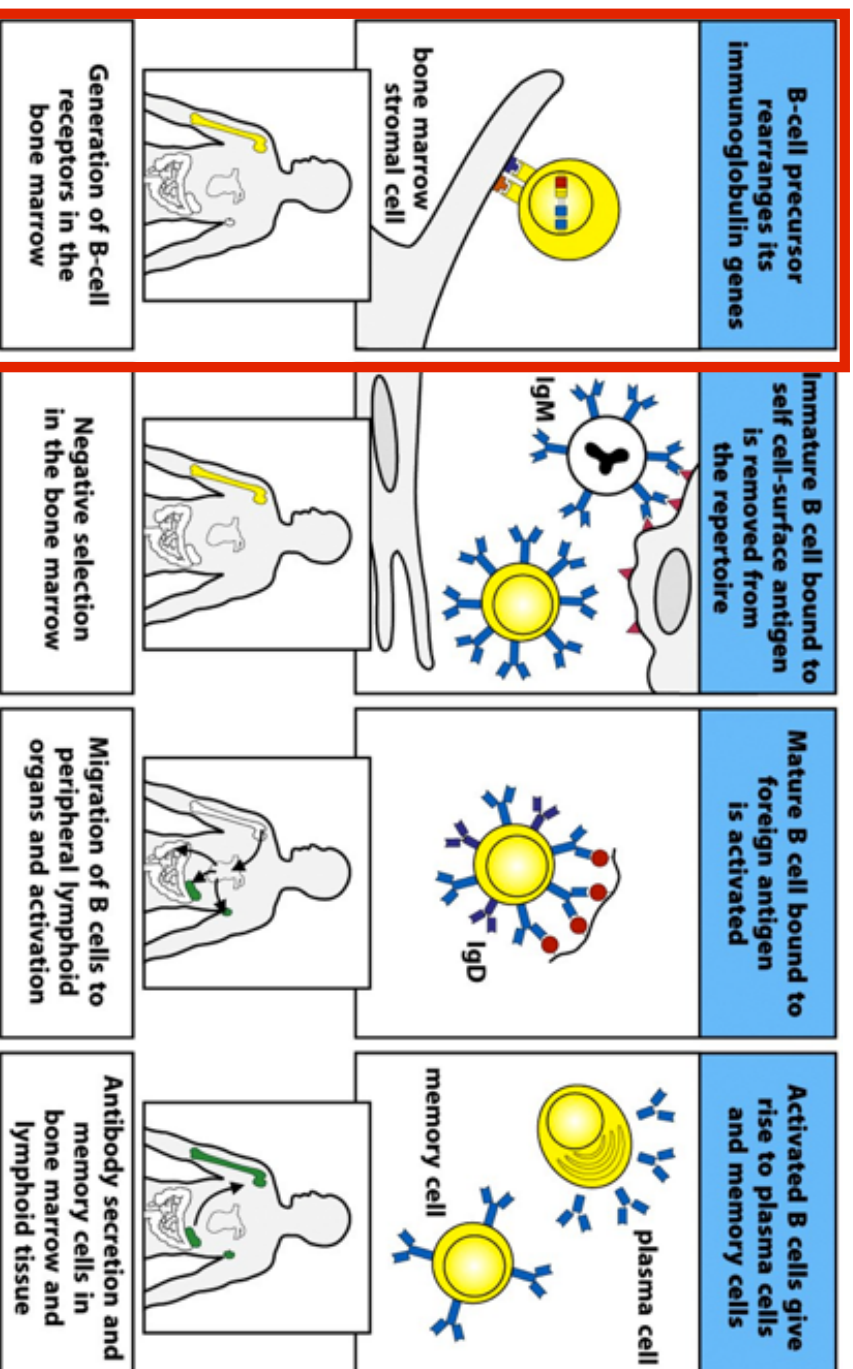 B-cell precursor
rearranges its
immunoglobulin genes
bone marrow
stromal cell
Generation of B-cell
receptors in the
bone marrow
Immature B cell bound to
self cell-surface antigen
is removed from
the repertoire
IgM
Negative selection
in the bone marrow
Mature B cell bound to
foreign antigen
is activated
IgD
Migration of B cells to
peripheral lymphoid
organs and activation
Activated B cells give
rise to plasma cells
and memory cells
plasma cell
memory cell
Antibody secretion and
memory cells in
bone marrow and
lymphoid tissue